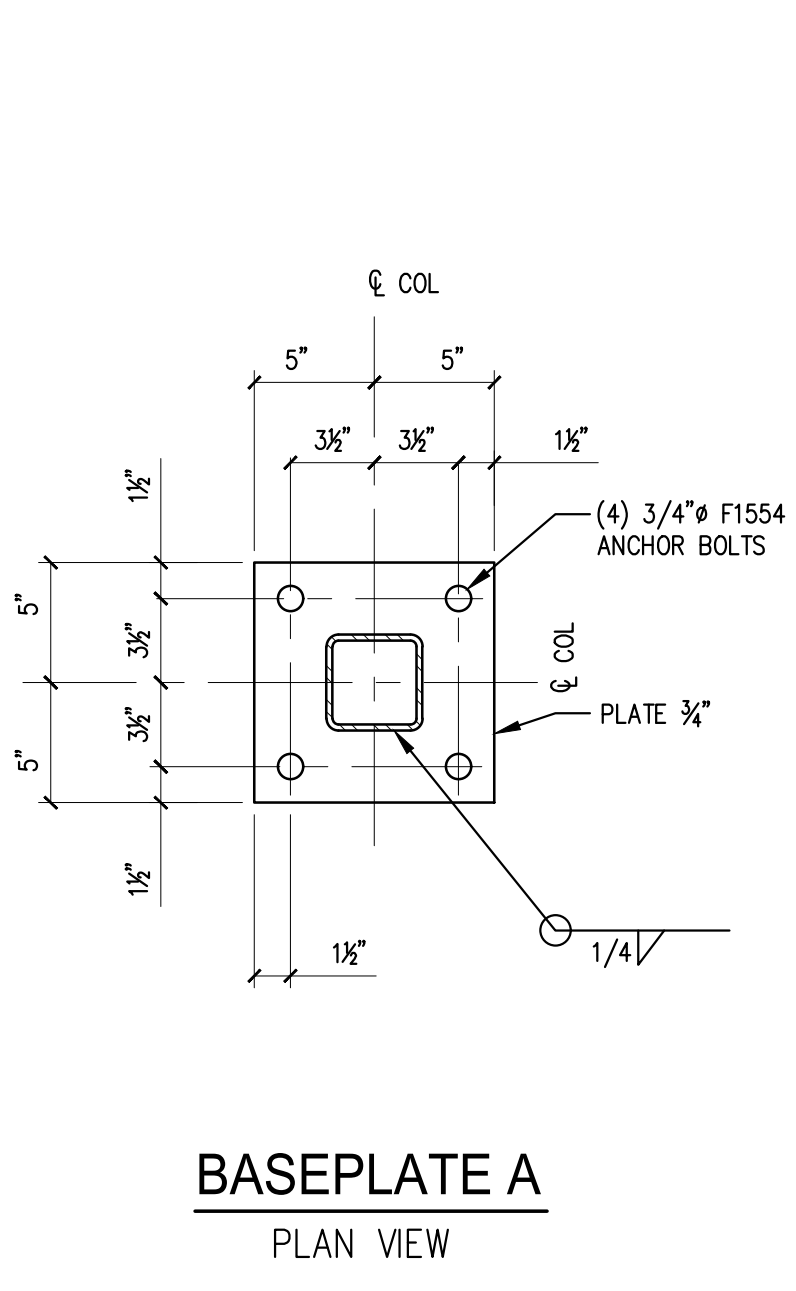 ℄ COL
5" 5"
3½" 3½" 1½"
1½"
(4) 3/4"ø F1554
ANCHOR BOLTS
5"
3½"
℄ COL
PLATE ¾"
3½"
5"
1½"
1/4
1½"
BASEPLATE A
PLAN VIEW